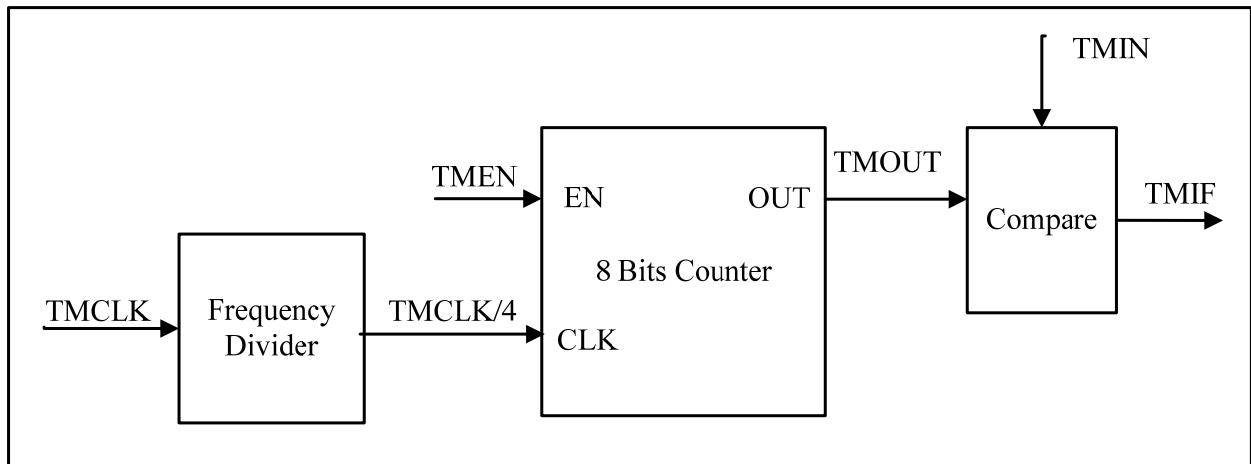 TMIN
TMEN
EN
OUT
TMOUT
Compare
TMIF
8 Bits Counter
TMCLK
Frequency
Divider
TMCLK/4
CLK